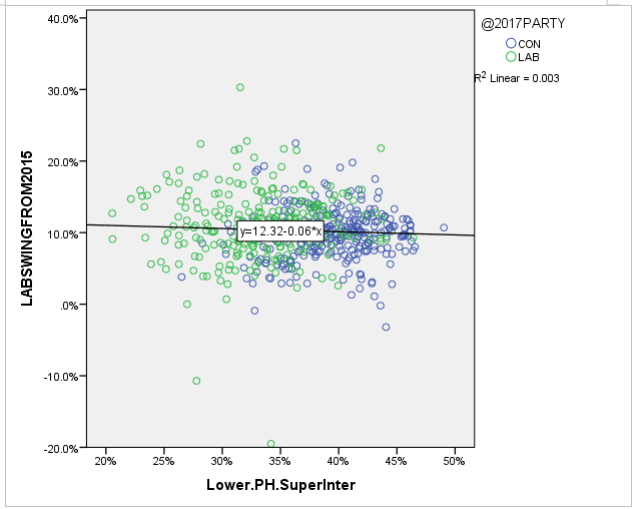 @2017PARTY
CON
LAB
R2 Linear = 0.003
40.0%
30.0%
20.0%
10.0%
.0%
-10.0%
-20.0%
LABSWINGFROM2015
y=12.32-0.06*x
20% 25% 30% 35% 40% 45% 50%
Lower.PH.SuperInter